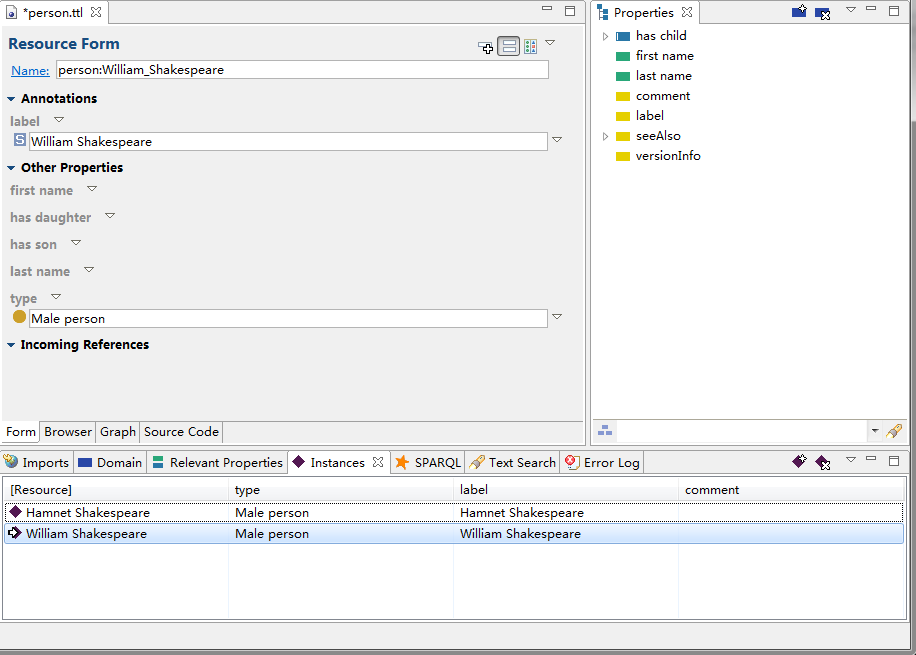 *person.ttl
Resource Form
Name: person:William_Shakespeare
Annotations
label
S William Shakespeare
Other Properties
first name
has daughter
has son
last name
type
Male person
Incoming References
Form Browser Graph Source Code
Properties
has child
first name
last name
comment
label
seeAlso
versionInfo
Imports Domain Relevant Properties Instances SPARQL Text Search Error Log
[Resource] type label comment
Hamnet Shakespeare Male person Hamnet Shakespeare
William Shakespeare Male person William Shakespeare